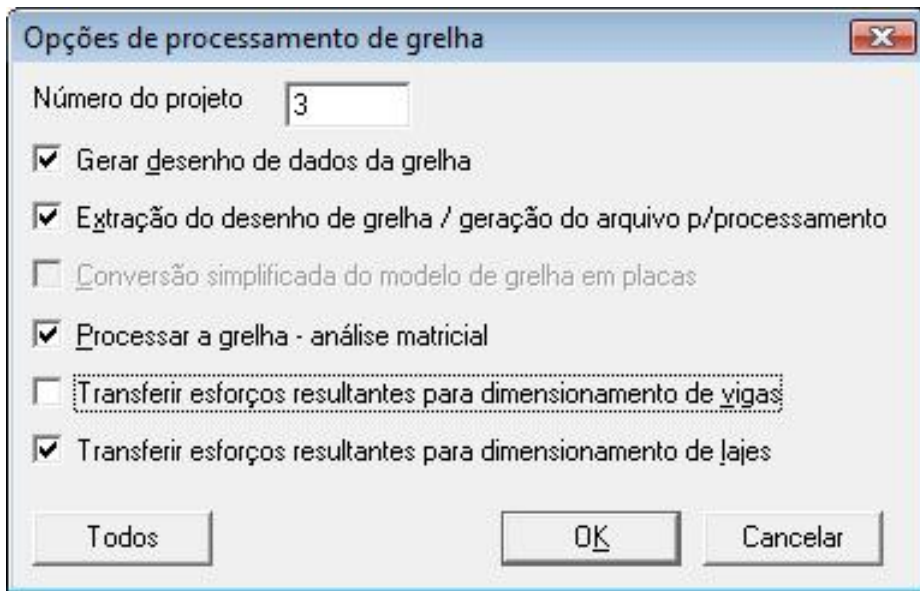 Opções de processamento de grelha
Número do projeto 3
Gerar desenho de dados da grelha
Extração do desenho de grelha / geração do arquivo p/processamento
Conversão simplificada do modelo de grelha em placas
Processar a grelha - análise matricial
Transferir esforços resultantes para dimensionamento de vigas
Transferir esforços resultantes para dimensionamento de lajes
Todos OK Cancelar